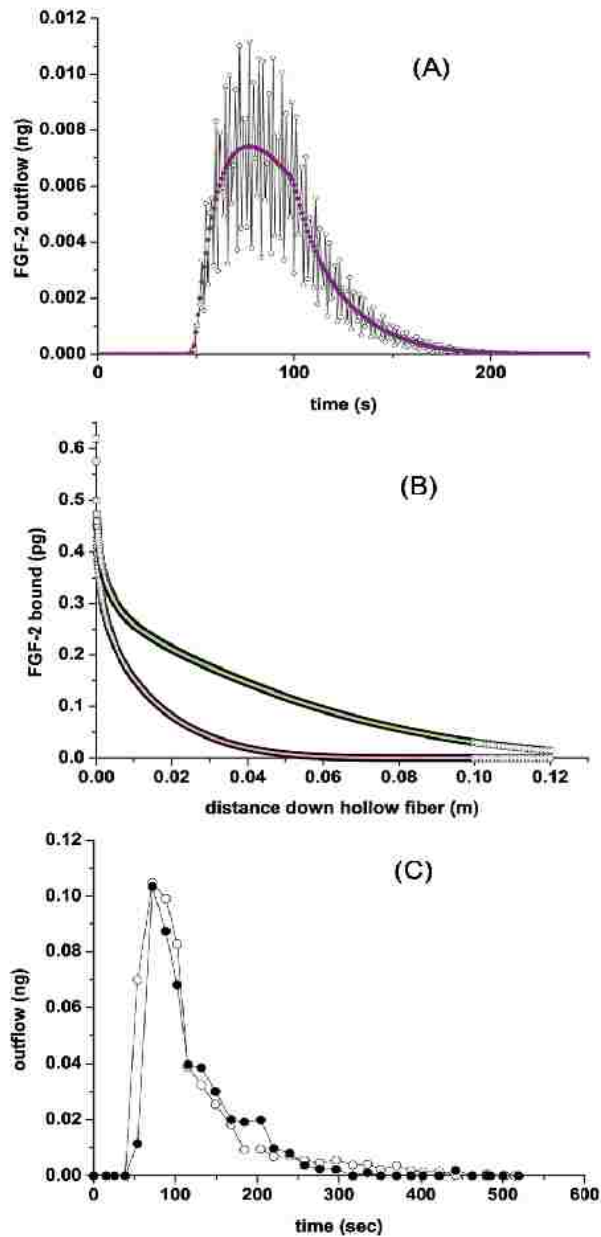 (A)
FGF-2 outflow (ng)
0.012
0.010
0.008
0.006
0.004
0.002
0.000
0 100 200
time (s)
(B)
FGF-2 bound (pg)
0.6
0.5
0.4
0.3
0.2
0.1
0.0
0.00 0.02 0.04 0.06 0.08 0.10 0.12
distance down hollow fiber (m)
(C)
outflow (ng)
0.12
0.10
0.08
0.06
0.04
0.02
0.00
0 100 200 300 400 500 600
time (sec)